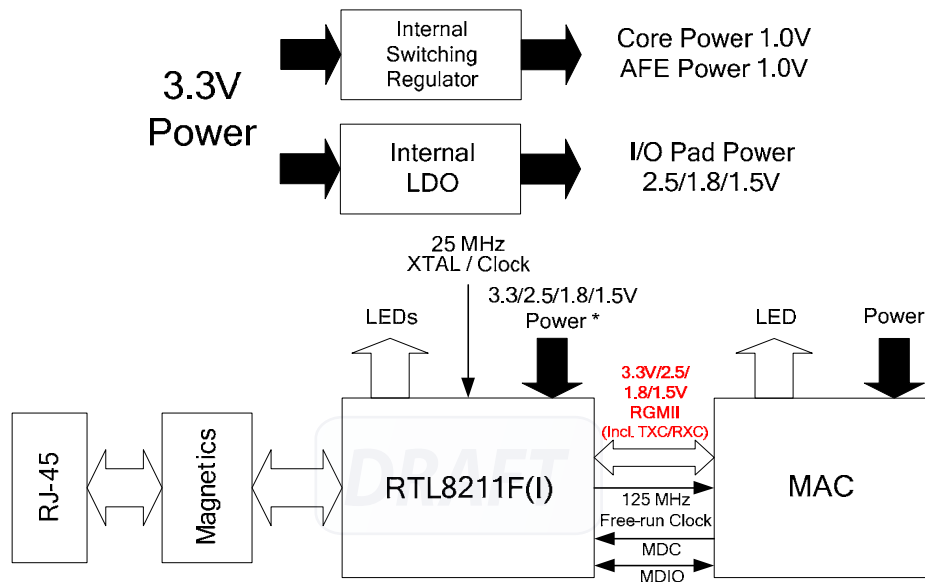 3.3V
Power
Internal
Switching
Regulator
Core Power 1.0V
AFE Power 1.0V
Internal
LDO
I/O Pad Power
2.5/1.8/1.5V
25 MHz
XTAL / Clock
3.3/2.5/1.8/1.5V
Power *
LEDs
LED
Power
3.3V/2.5/
1.8/1.5V
RGMII
(Incl. TXC/RXC)
RJ-45
Magnetics
DRAFT
RTL8211F(I)
MAC
125 MHz
Free-run Clock
MDC
MDIO